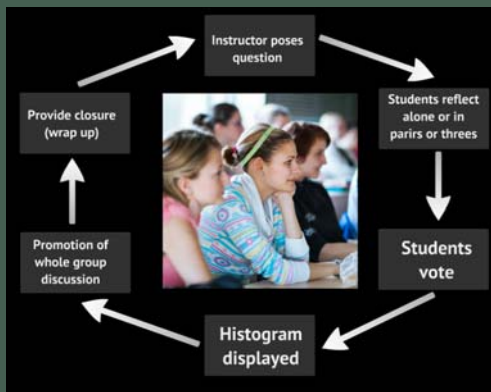 Instructor poses
question
Students reflect
alone or in
parirs or threes
Students
vote
Histogram
displayed
Promotion of
whole group
discussion
Provide closure
(wrap up)